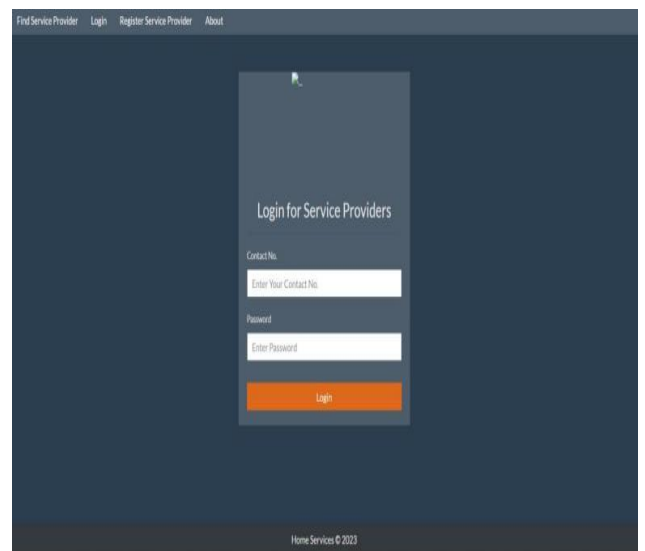 Find Service Provider Login Register Service Provider About
Login for Service Providers
Contact No.
Enter Your Contact No.
Password
Enter Password
Login
Home Services © 2023